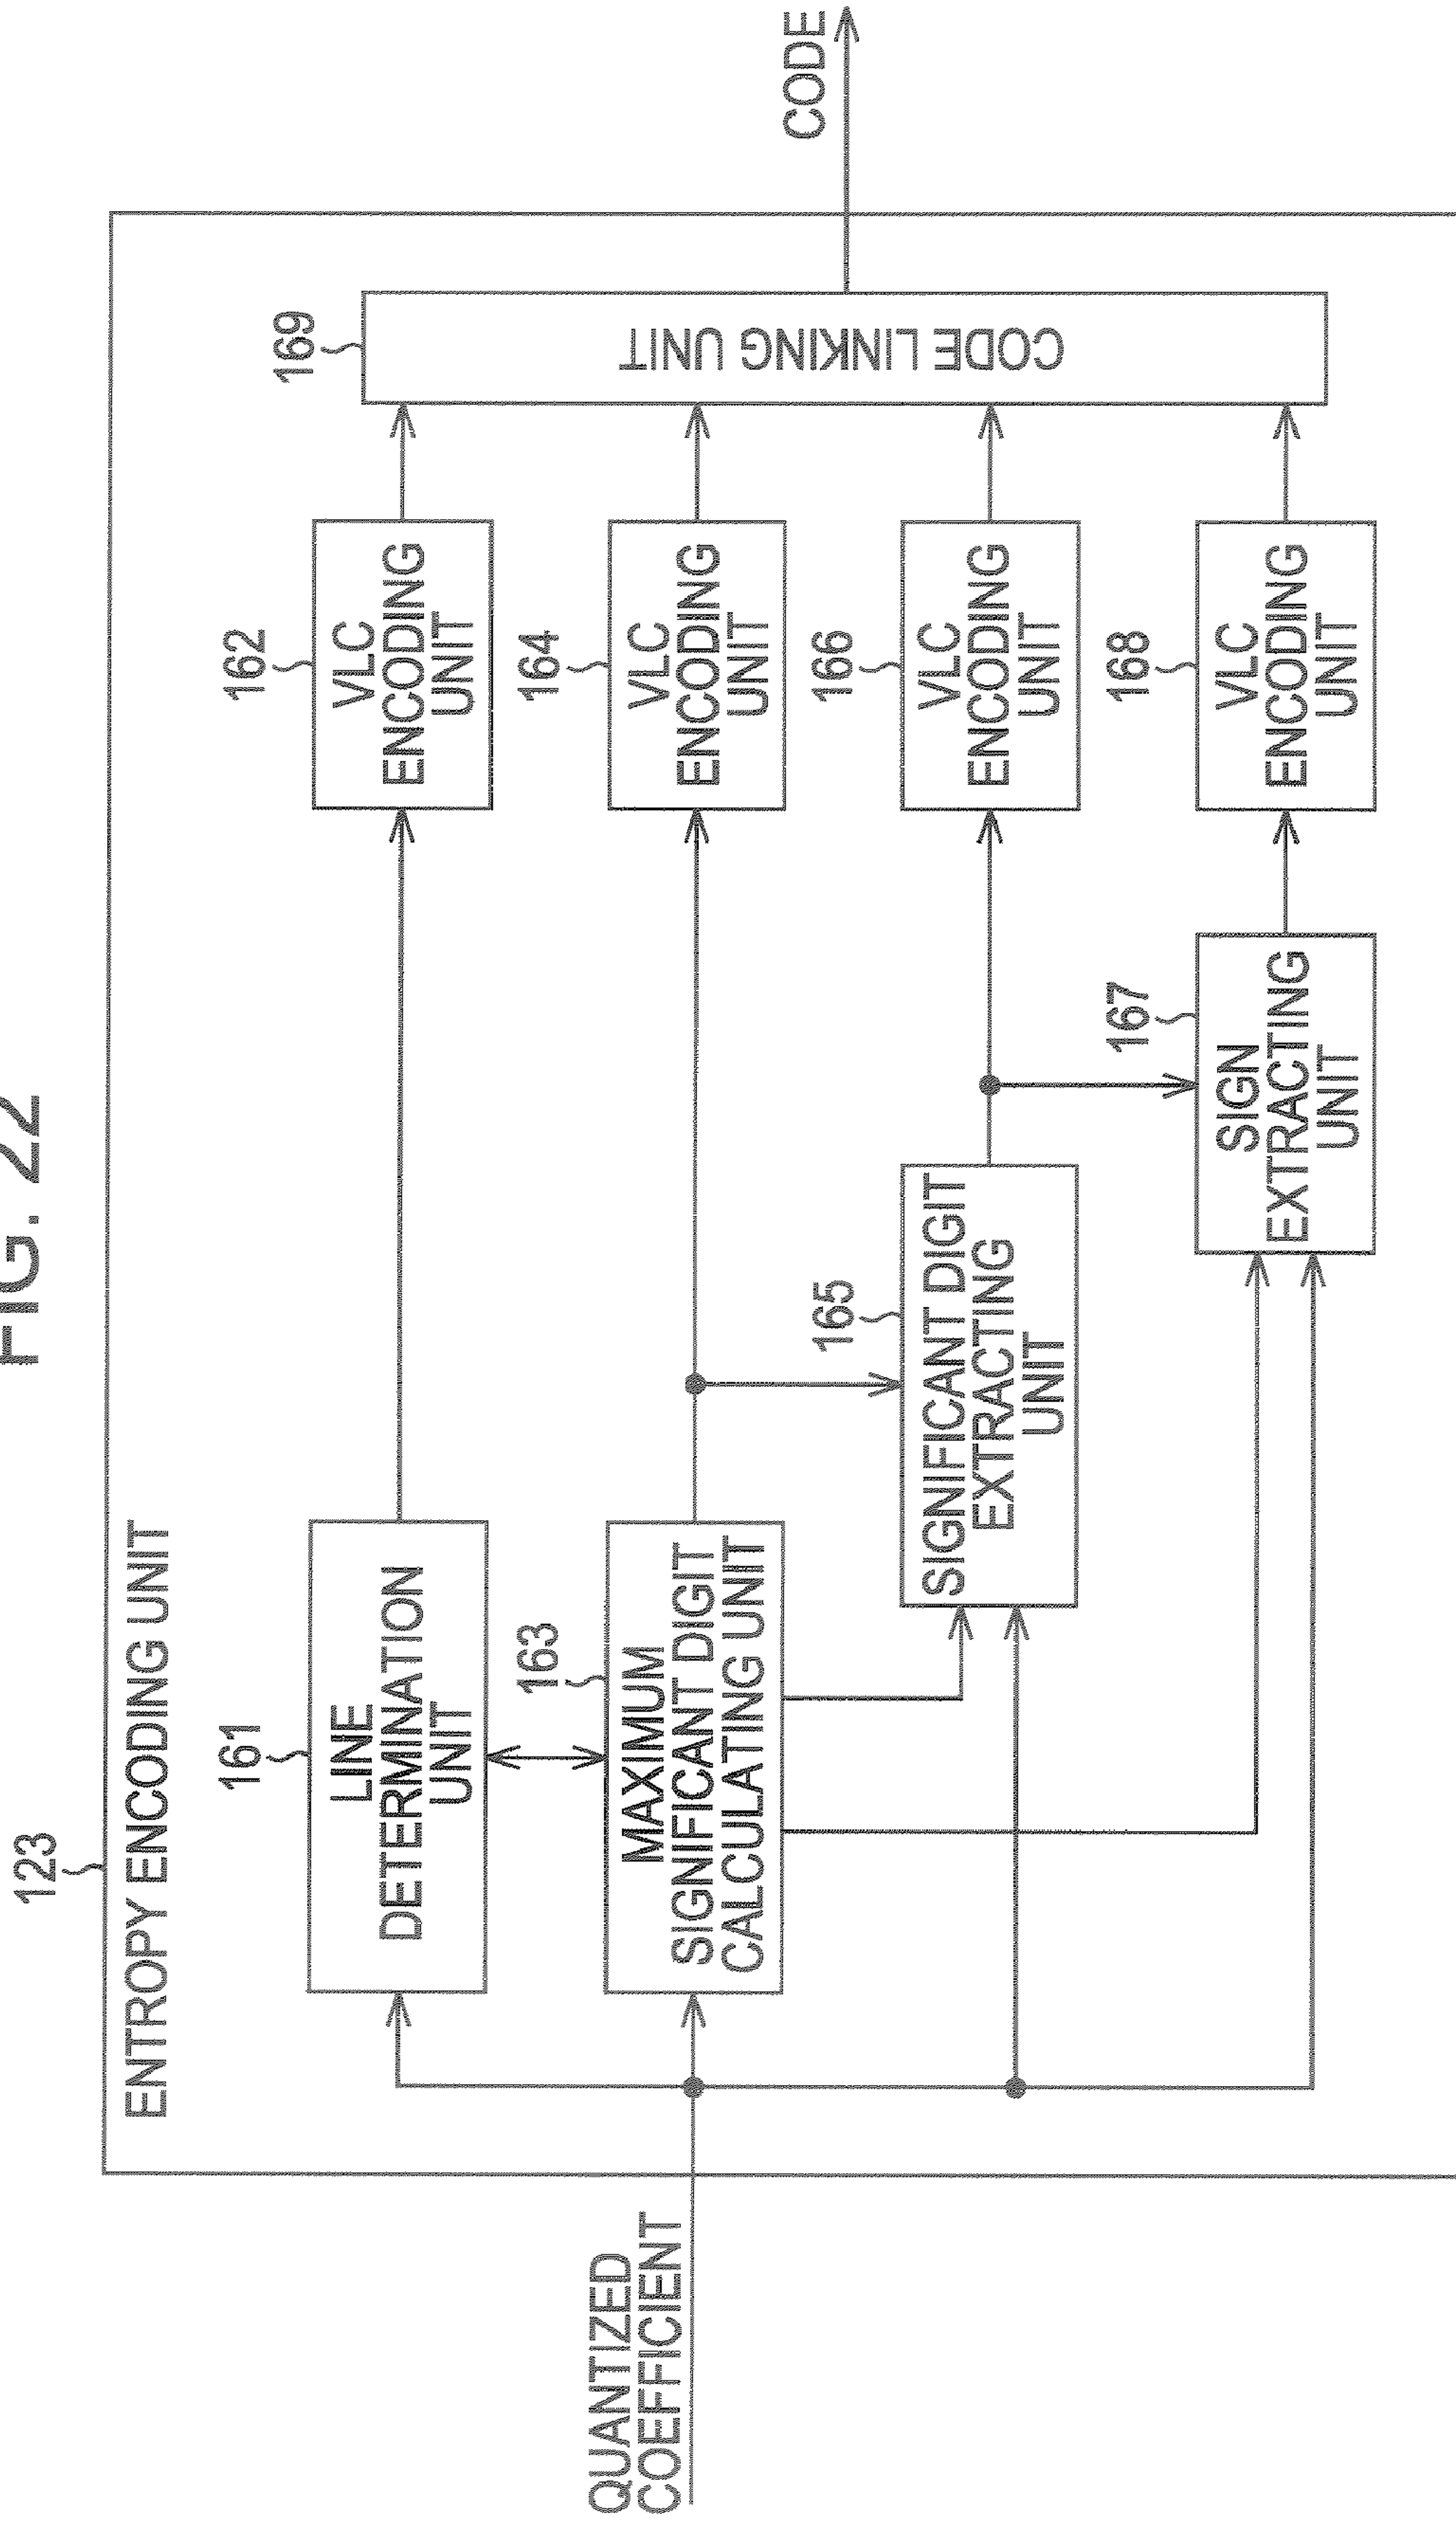 FIG. 22
123
ENTROPY ENCODING UNIT
QUANTIZED
COEFFICIENT
161
LINE
DETERMINATION
UNIT
162
VLC
ENCODING
UNIT
163
MAXIMUM
SIGNIFICANT DIGIT
CALCULATING UNIT
164
VLC
ENCODING
UNIT
165
SIGNIFICANT DIGIT
EXTRACTING
UNIT
166
VLC
ENCODING
UNIT
167
SIGN
EXTRACTING
UNIT
168
VLC
ENCODING
UNIT
169
CODE LINKING UNIT
CODE